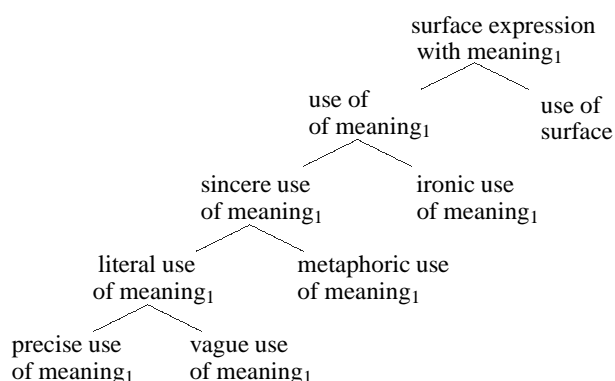 surface expression
with meaning₁
use of
of meaning₁
use of
surface
sincere use
of meaning₁
ironic use
of meaning₁
literal use
of meaning₁
metaphoric use
of meaning₁
precise use
of meaning₁
vague use
of meaning₁